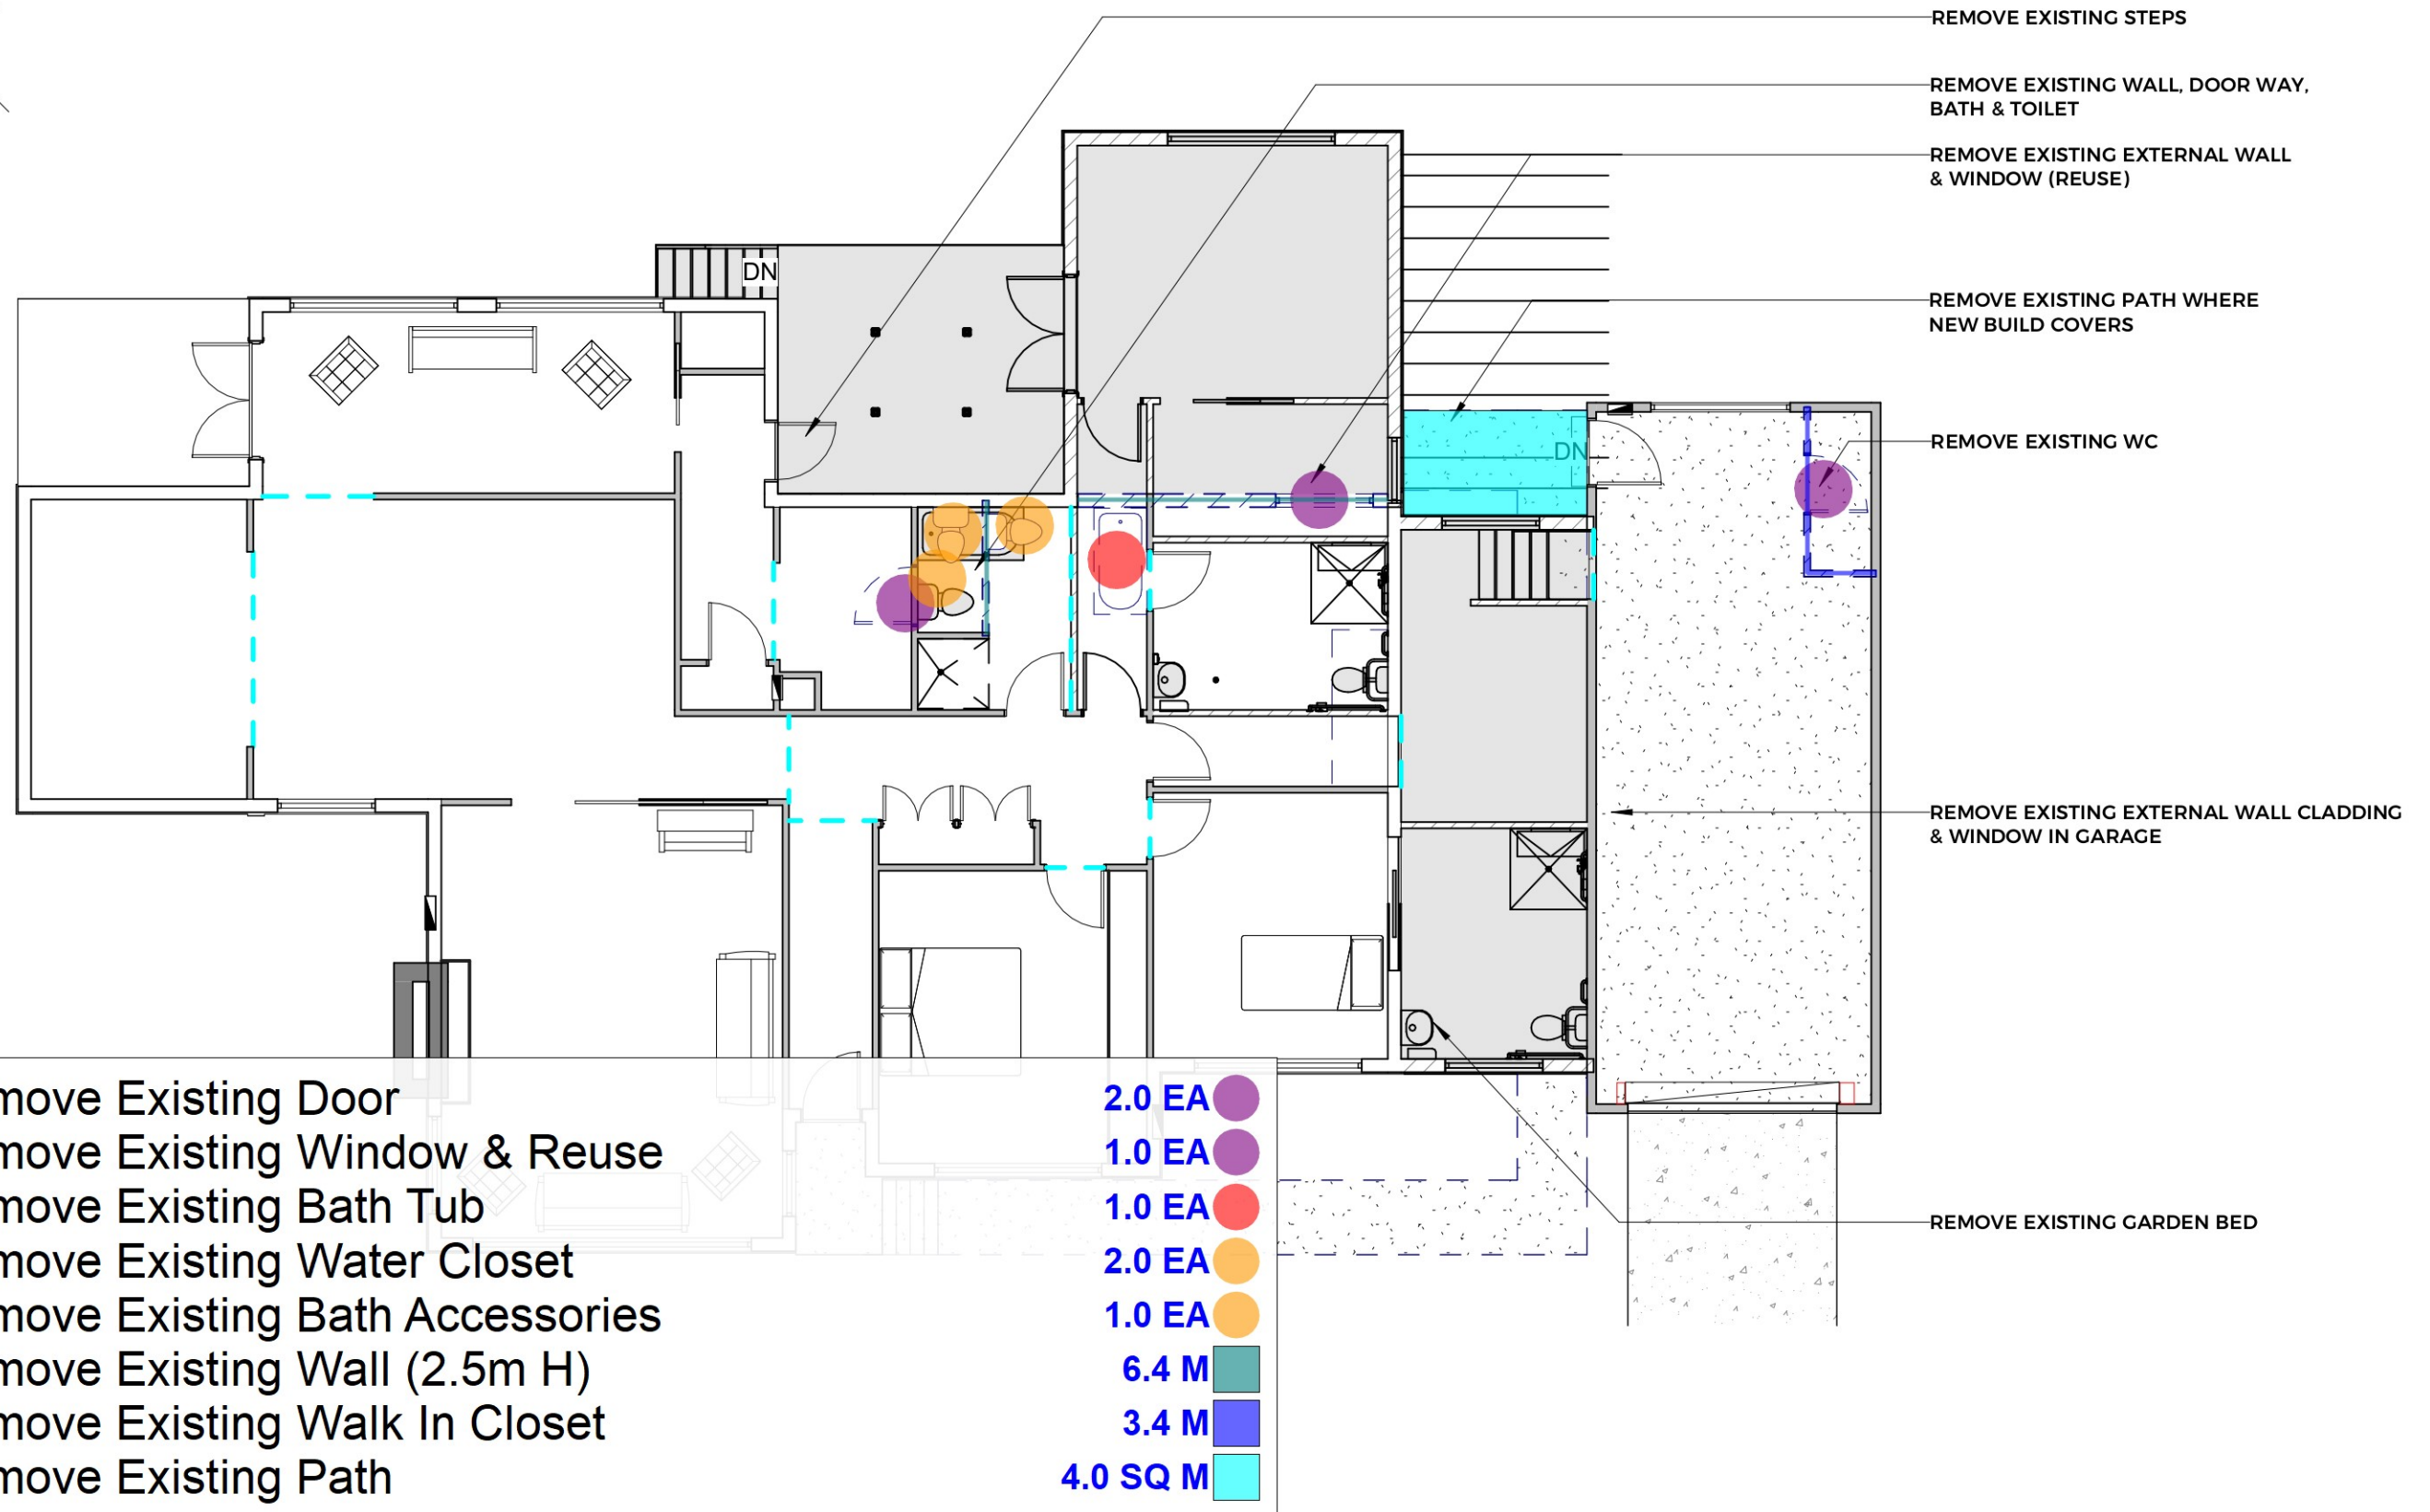 REMOVE EXISTING STEPS
REMOVE EXISTING WALL, DOOR WAY,
BATH & TOILET
REMOVE EXISTING EXTERNAL WALL
& WINDOW (REUSE)
DN
REMOVE EXISTING PATH WHERE
NEW BUILD COVERS
DN
REMOVE EXISTING WC
REMOVE EXISTING EXTERNAL WALL CLADDING
& WINDOW IN GARAGE
REMOVE EXISTING GARDEN BED
move Existing Door 2.0 EA
move Existing Window & Reuse 1.0 EA
move Existing Bath Tub 1.0 EA
move Existing Water Closet 2.0 EA
move Existing Bath Accessories 1.0 EA
move Existing Wall (2.5m H) 6.4 M
move Existing Walk In Closet 3.4 M
move Existing Path 4.0 SQ M